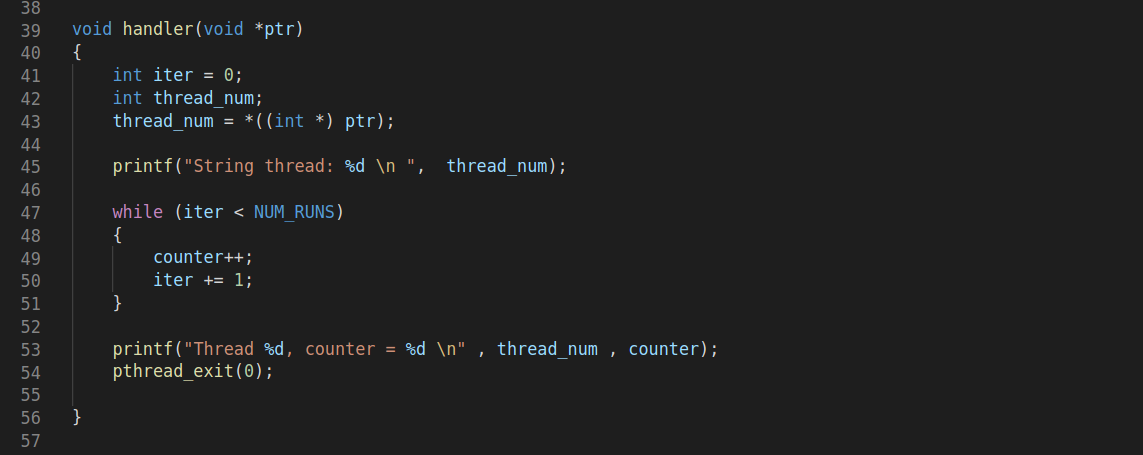 38
39 void handler(void *ptr)
40 {
41     int iter = 0;
42     int thread_num;
43     thread_num = *((int *) ptr);
44
45     printf("String thread: %d \n ",  thread_num);
46
47     while (iter < NUM_RUNS)
48     {
49         counter++;
50         iter += 1;
51     }
52
53     printf("Thread %d, counter = %d \n" , thread_num , counter);
54     pthread_exit(0);
55
56 }
57